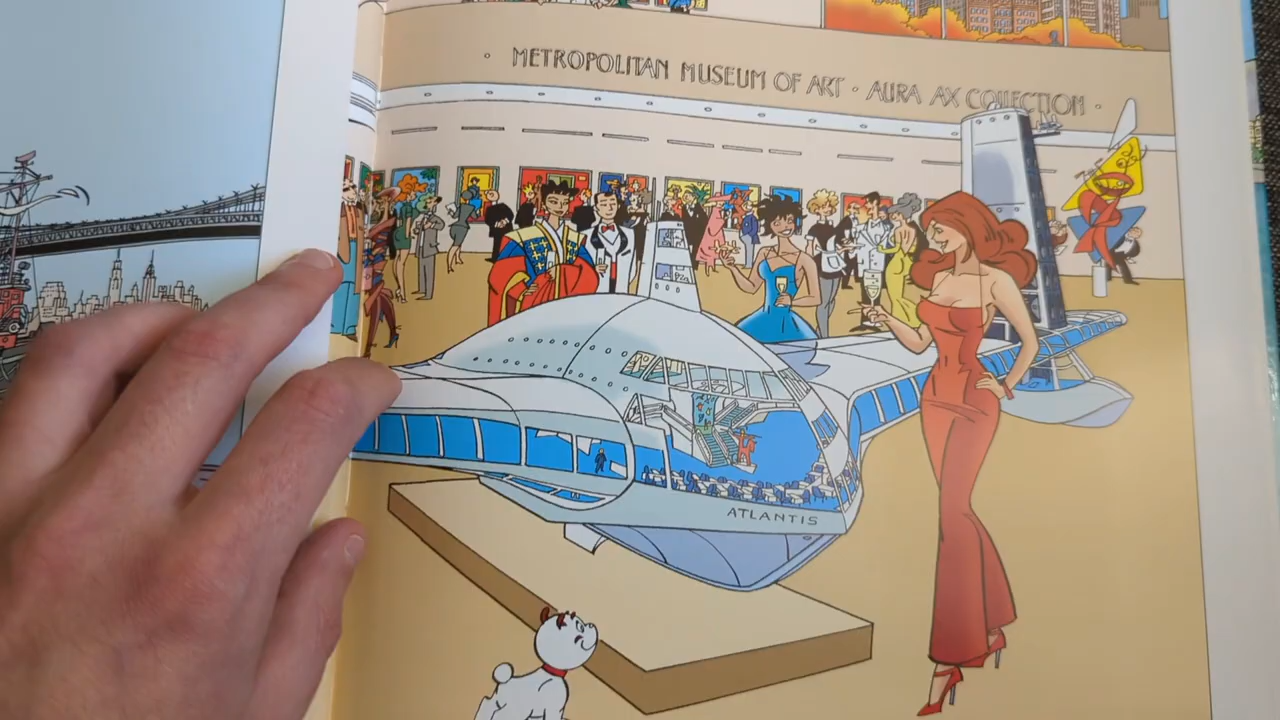 · METROPOLITAN MUSEUM OF ART · AURA AX COLLECTION ·
ATLANTIS